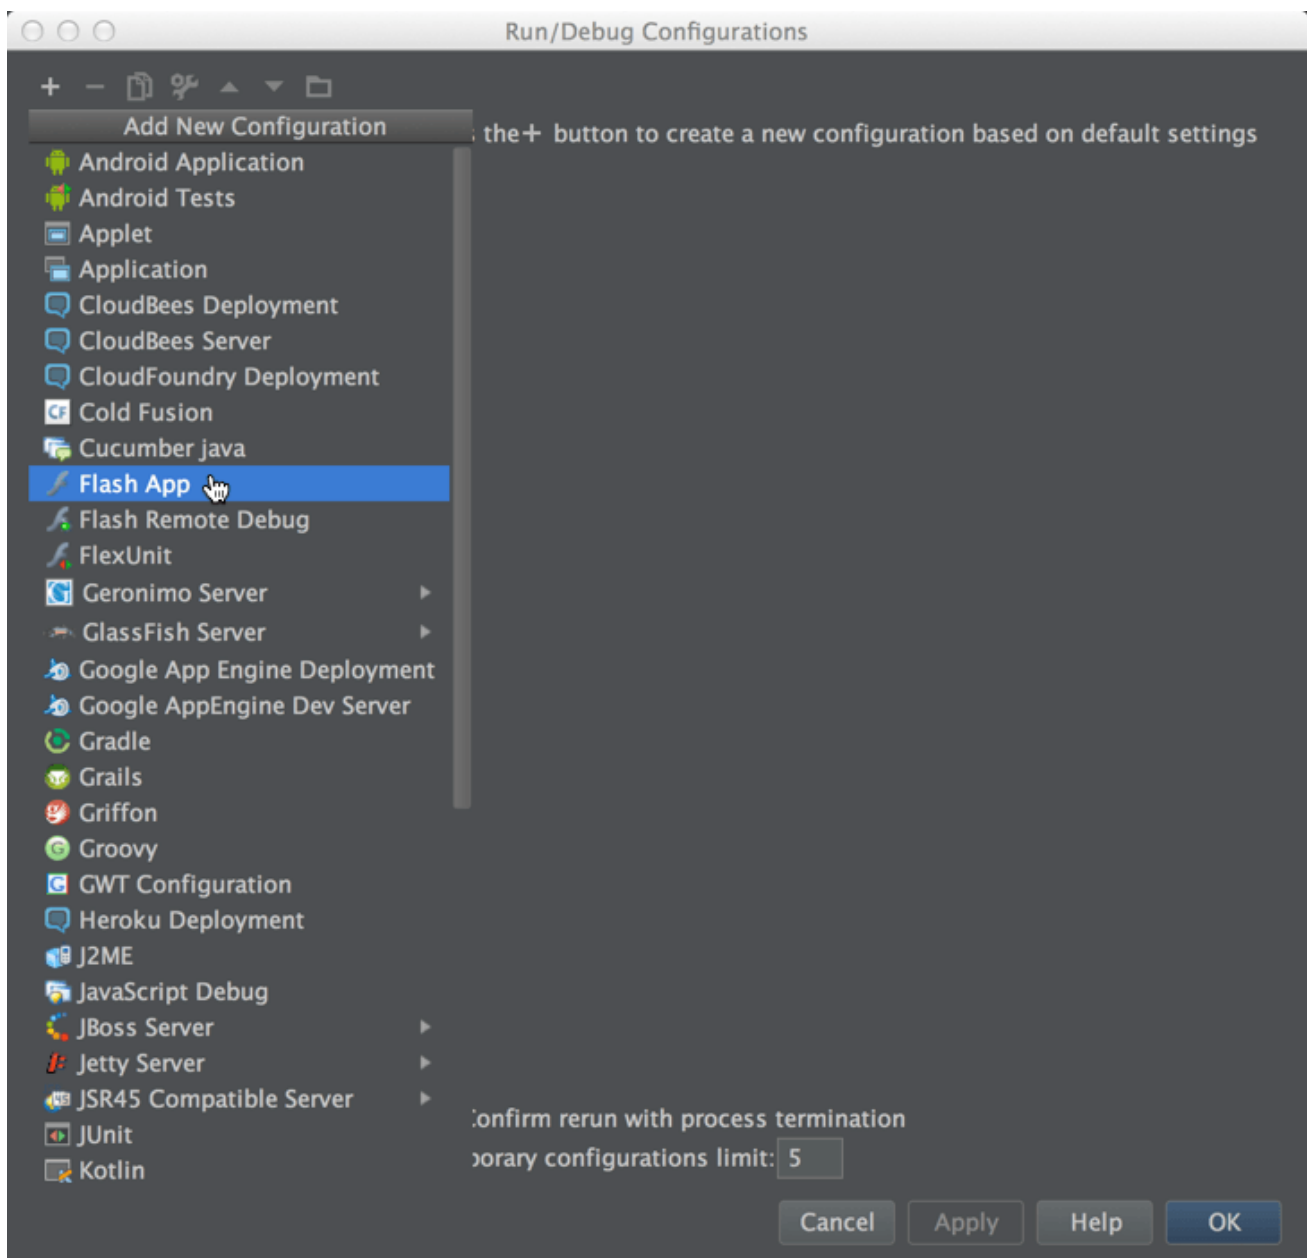 Run/Debug Configurations
Add New Configuration
the + button to create a new configuration based on default settings
Android Application
Android Tests
Applet
Application
CloudBees Deployment
CloudBees Server
CloudFoundry Deployment
CF Cold Fusion
Cucumber java
Flash App
Flash Remote Debug
FlexUnit
Geronimo Server
GlassFish Server
Google App Engine Deployment
Google AppEngine Dev Server
Gradle
Grails
Griffon
Groovy
GWT Configuration
Heroku Deployment
J2ME
JavaScript Debug
JBoss Server
Jetty Server
JSR45 Compatible Server
JUnit
Kotlin
onfirm rerun with process termination
porary configurations limit: 5
Cancel Apply Help OK